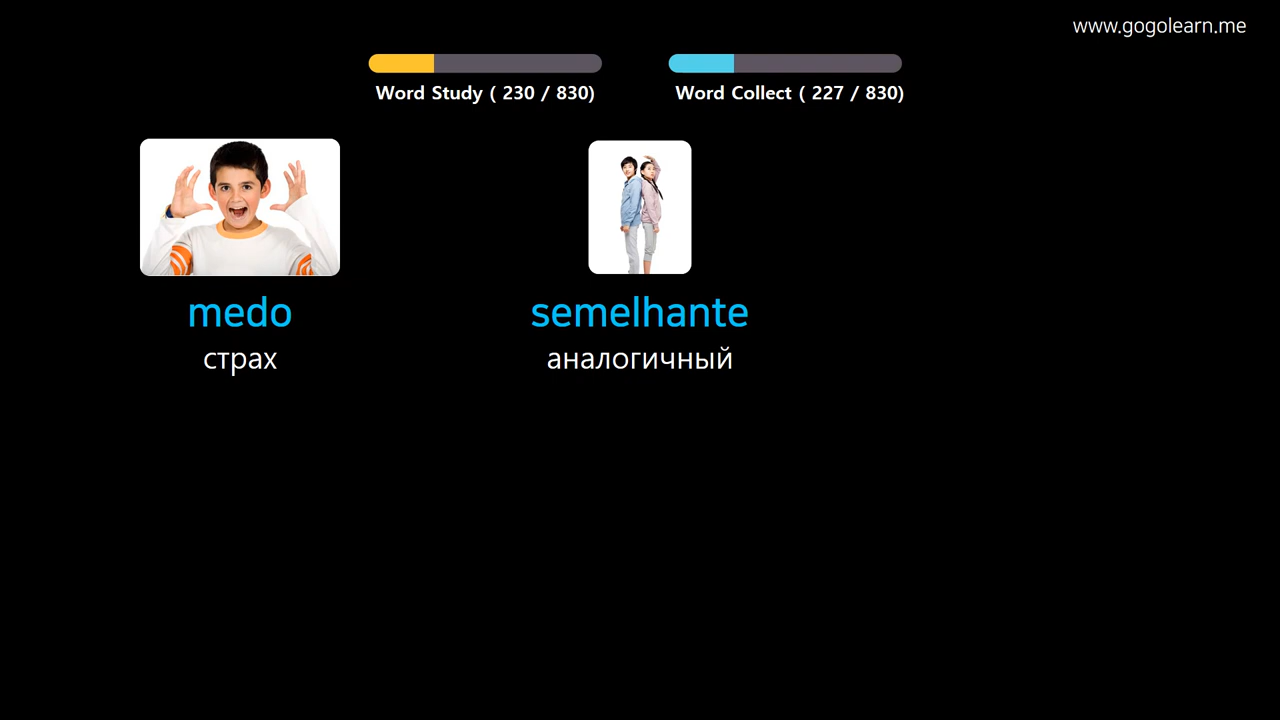 www.gogolearn.me
Word Study ( 230 / 830)
Word Collect ( 227 / 830)
medo
страх
semelhante
аналогичный